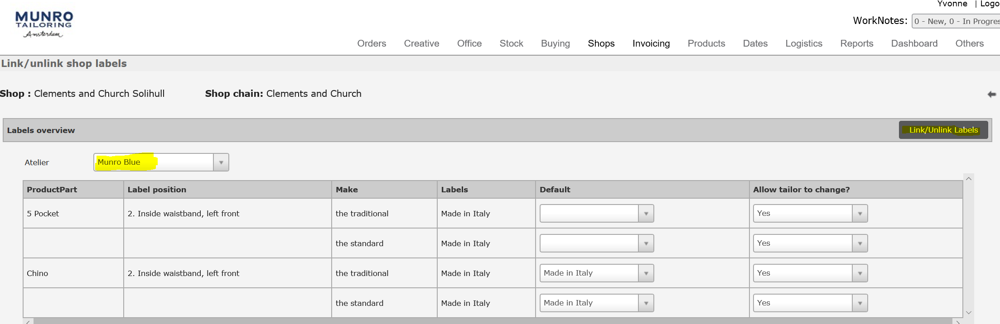 Yvonne | Logo
MUNRO
TAILORING
Amsterdam
WorkNotes: 0 - New, 0 - In Progres
Orders Creative Office Stock Buying Shops Invoicing Products Dates Logistics Reports Dashboard Others
Link/unlink shop labels
Shop : Clements and Church Solihull Shop chain: Clements and Church
Labels overview Link/Unlink Labels
Atelier Munro Blue
ProductPart Label position Make Labels Default Allow tailor to change?
5 Pocket 2. Inside waistband, left front the traditional Made in Italy Yes
the standard Made in Italy Yes
Chino 2. Inside waistband, left front the traditional Made in Italy Made in Italy Yes
the standard Made in Italy Made in Italy Yes